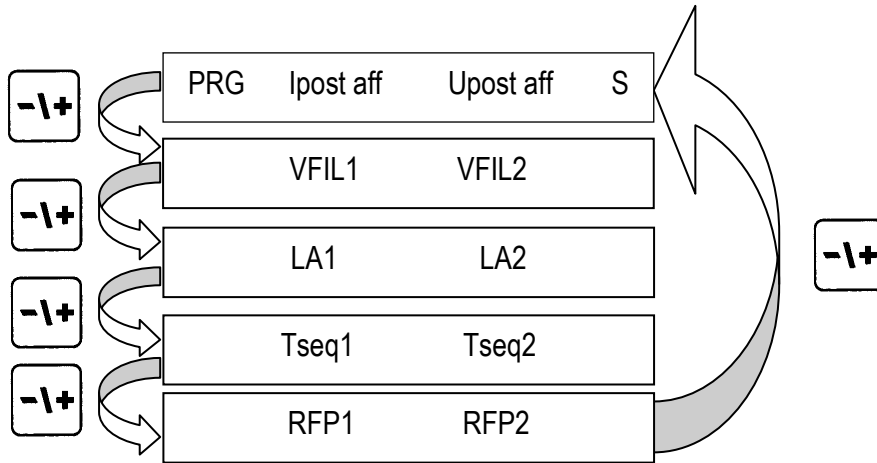 PRG Ipost aff Upost aff S
-\+
VFIL1 VFIL2
-\+
LA1 LA2
-\+
-\+
Tseq1 Tseq2
-\+
RFP1 RFP2